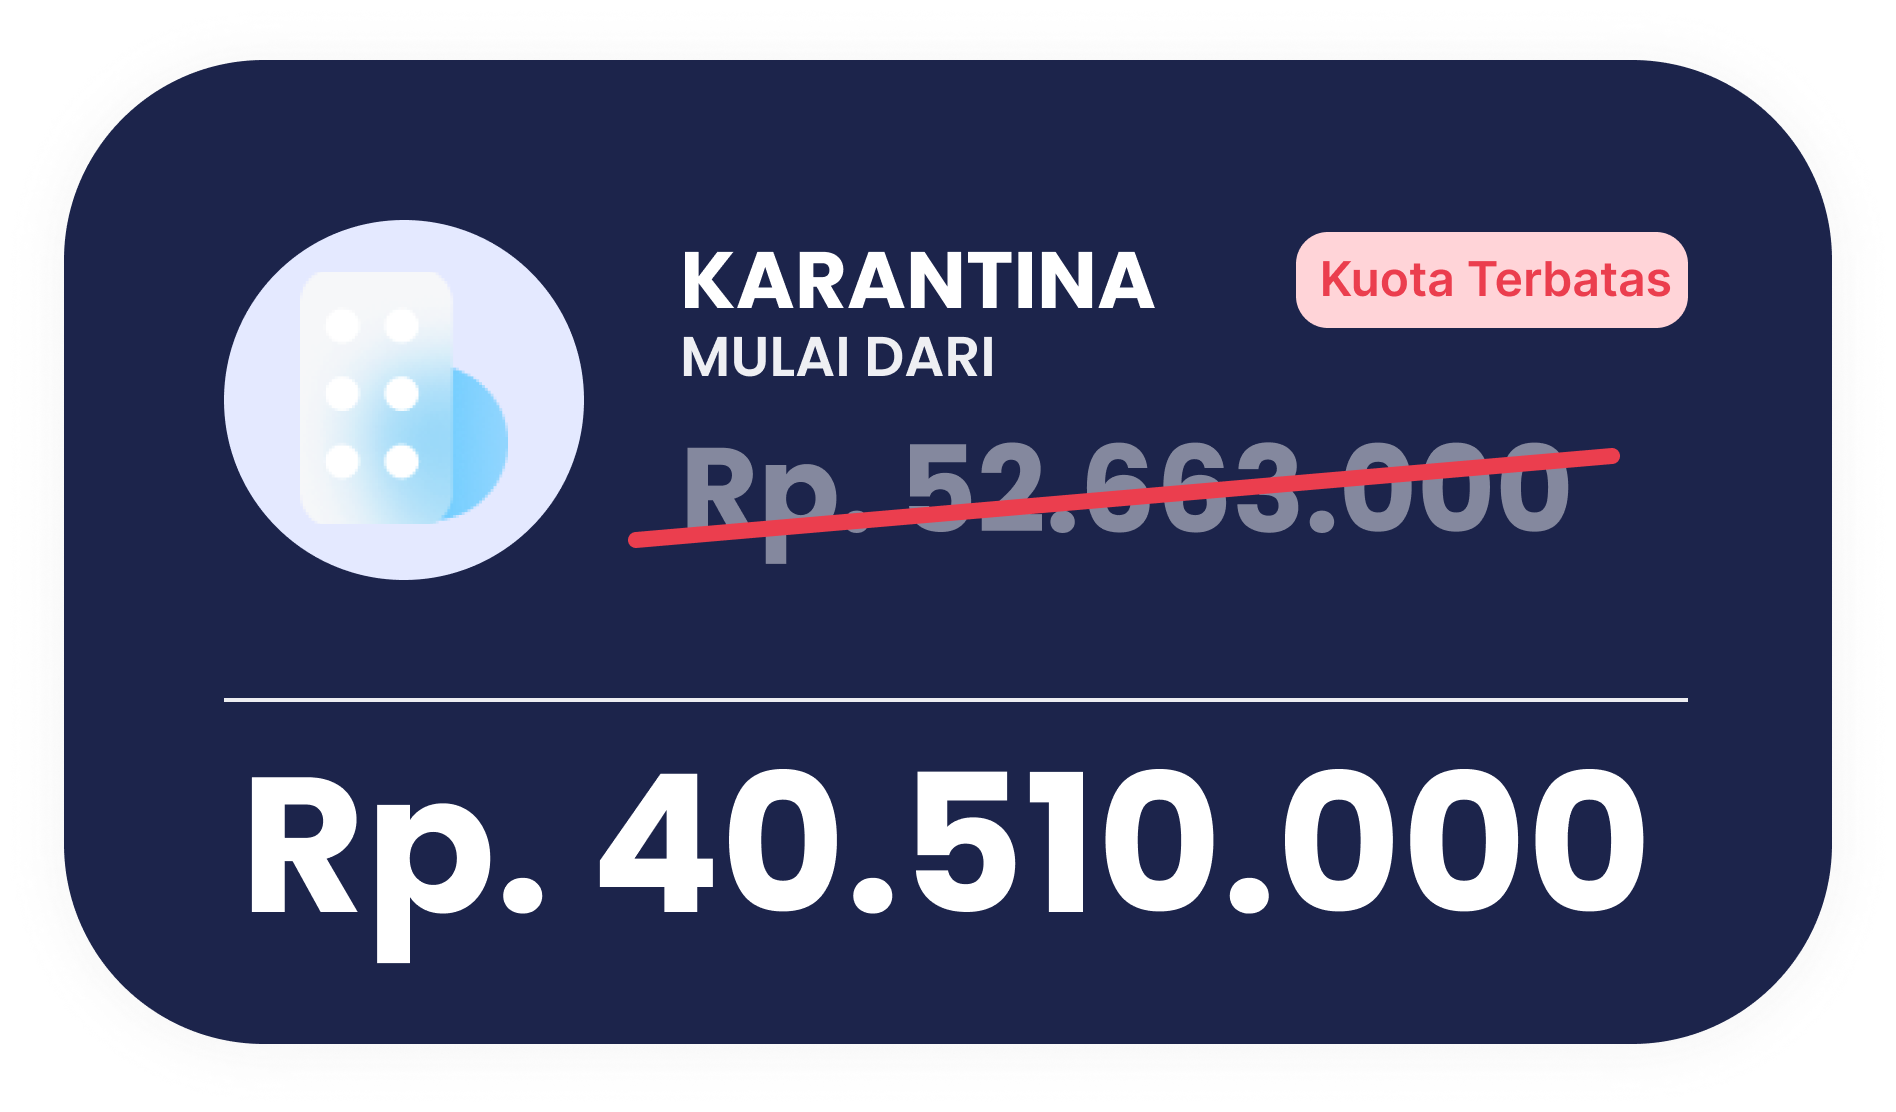 KARANTINA
Kuota Terbatas
MULAI DARI
Rp. 52.663.000
Rp. 40.510.000